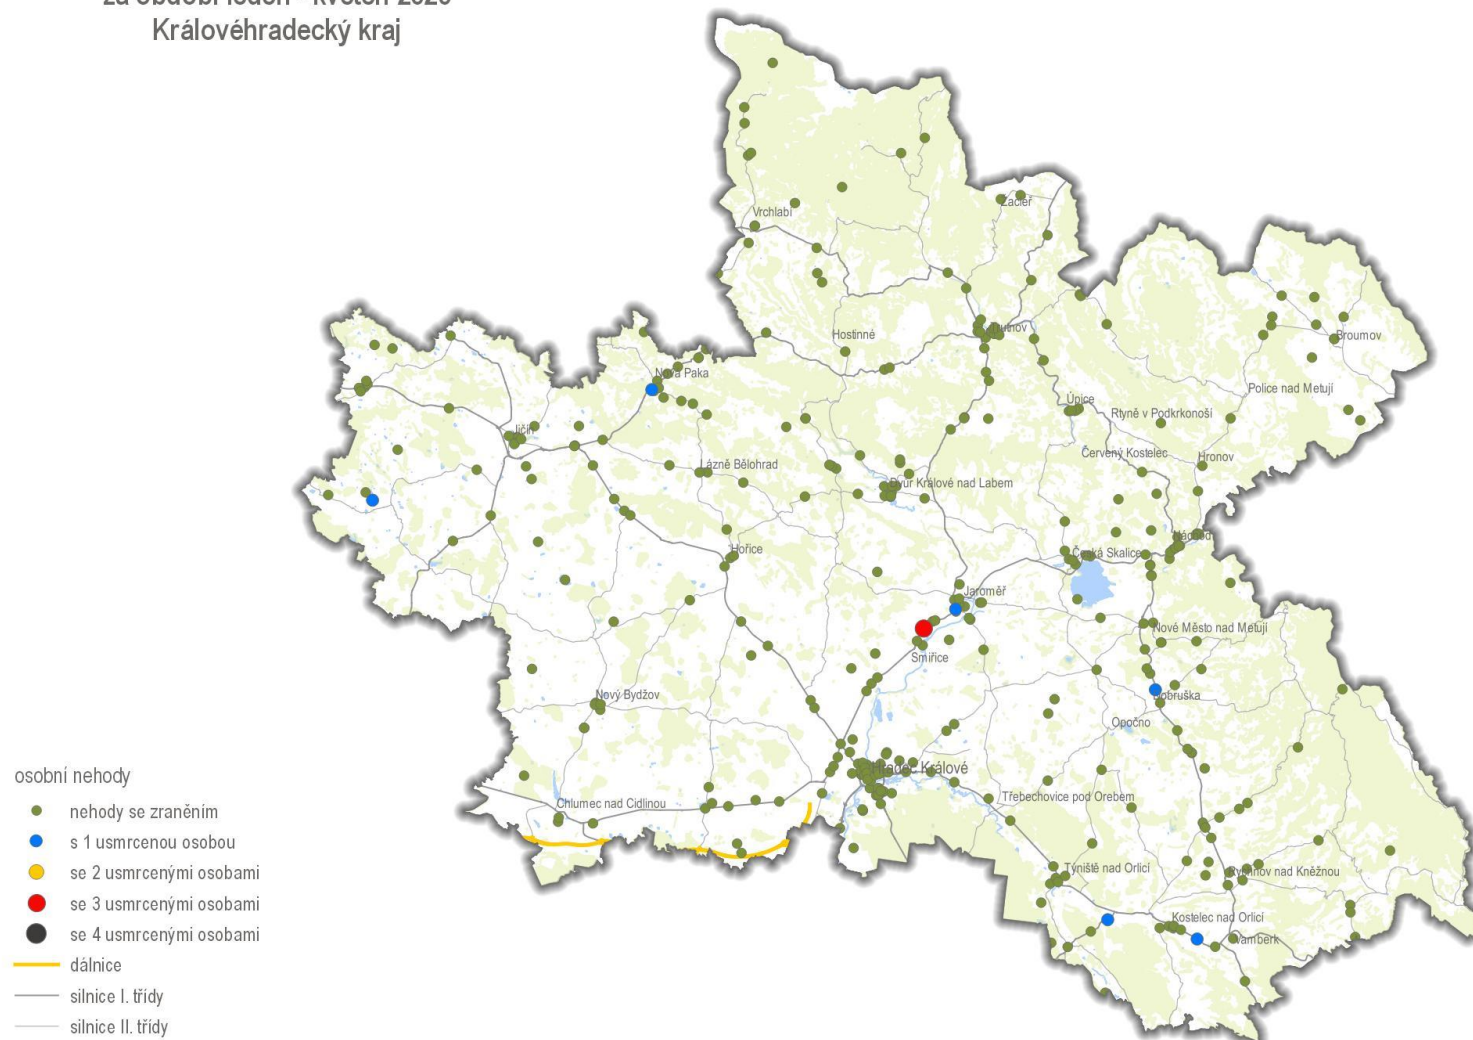 Královéhradecký kraj
Vrchlabí
Žacléř
Hostinné
Trutnov
Broumov
Nová Paka
Police nad Metují
Úpice
Rtyně v Podkrkonoší
Jičín
Lázně Bělohrad
Červený Kostelec
Hronov
Dvůr Králové nad Labem
Hořice
Náchod
Česká Skalice
Jaroměř
Nové Město nad Metují
Smiřice
Nový Bydžov
Dobruška
Opočno
Hradec Králové
Chlumec nad Cidlinou
Třebechovice pod Orebem
Týniště nad Orlicí
Rychnov nad Kněžnou
Kostelec nad Orlicí
Vamberk
osobní nehody
nehody se zraněním
s 1 usmrcenou osobou
se 2 usmrcenými osobami
se 3 usmrcenými osobami
se 4 usmrcenými osobami
dálnice
silnice I. třídy
silnice II. třídy